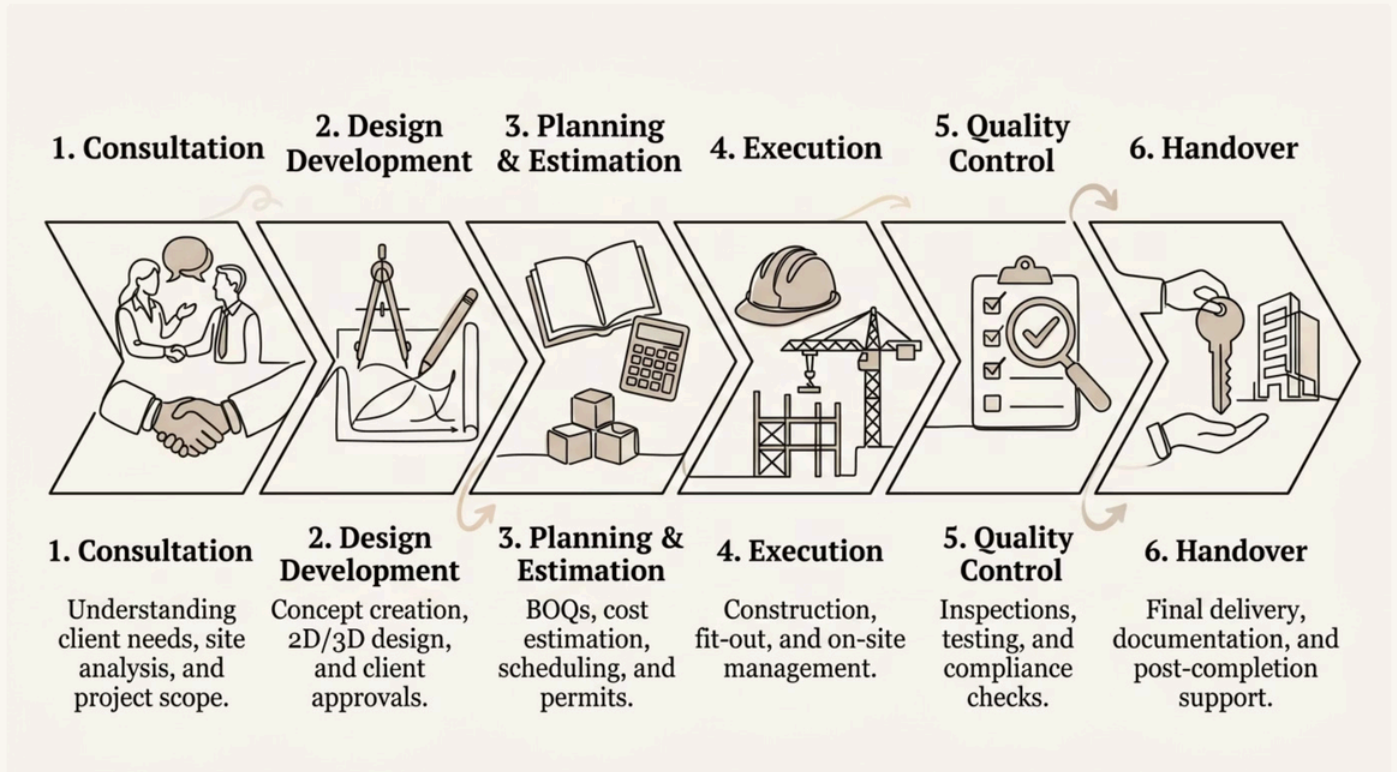 1. Consultation
2. Design
Development
3. Planning
& Estimation
4. Execution
5. Quality
Control
6. Handover
1. Consultation
Understanding
client needs, site
analysis, and
project scope.
2. Design
Development
Concept creation,
2D/3D design,
and client
approvals.
3. Planning &
Estimation
BOQs, cost
estimation,
scheduling, and
permits.
4. Execution
Construction,
fit-out, and on-site
management.
5. Quality
Control
Inspections,
testing, and
compliance
checks.
6. Handover
Final delivery,
documentation, and
post-completion
support.